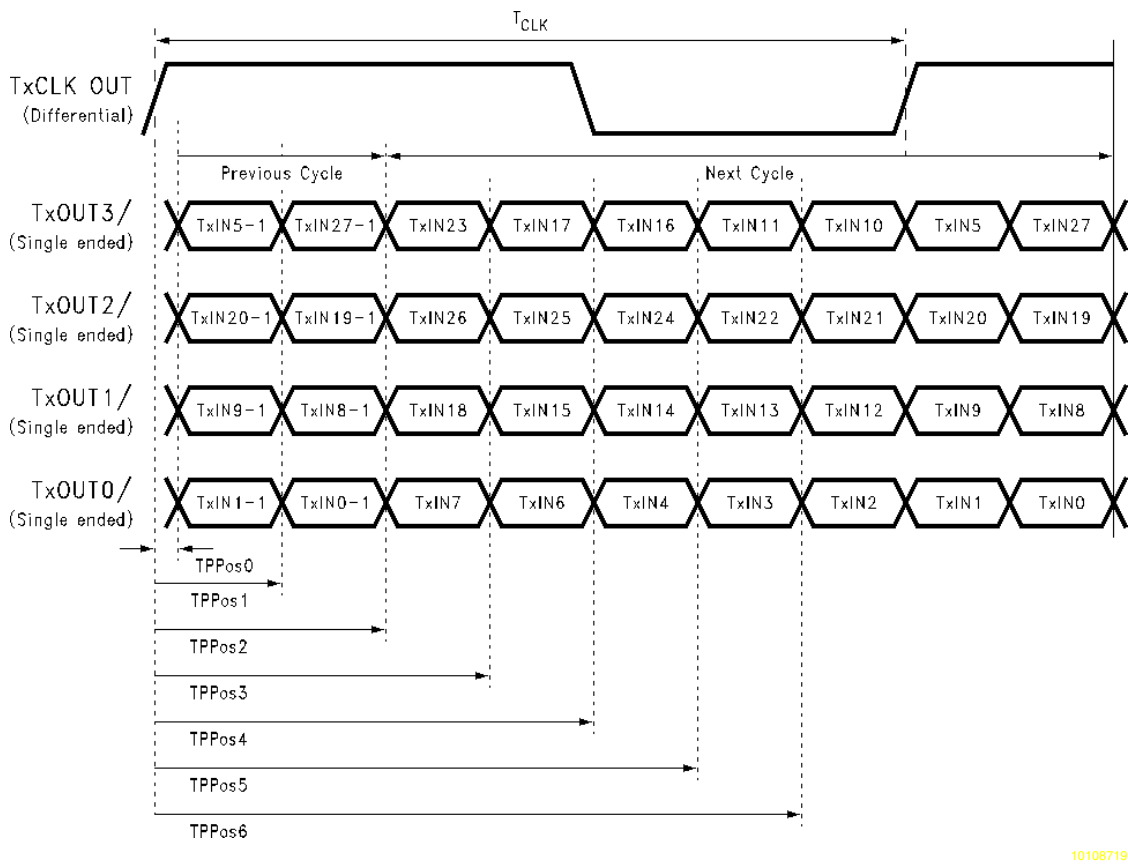 TCLK
TxCLK OUT
(Differential)
Previous Cycle
Next Cycle
TxOUT3/
(Single ended)
TxIN5-1 TxIN27-1 TxIN23 TxIN17 TxIN16 TxIN11 TxIN10 TxIN5 TxIN27
TxOUT2/
(Single ended)
TxIN20-1 TxIN19-1 TxIN26 TxIN25 TxIN24 TxIN22 TxIN21 TxIN20 TxIN19
TxOUT1/
(Single ended)
TxIN9-1 TxIN8-1 TxIN18 TxIN15 TxIN14 TxIN13 TxIN12 TxIN9 TxIN8
TxOUT0/
(Single ended)
TxIN1-1 TxIN0-1 TxIN7 TxIN6 TxIN4 TxIN3 TxIN2 TxIN1 TxIN0
TPPos0
TPPos1
TPPos2
TPPos3
TPPos4
TPPos5
TPPos6
10108719